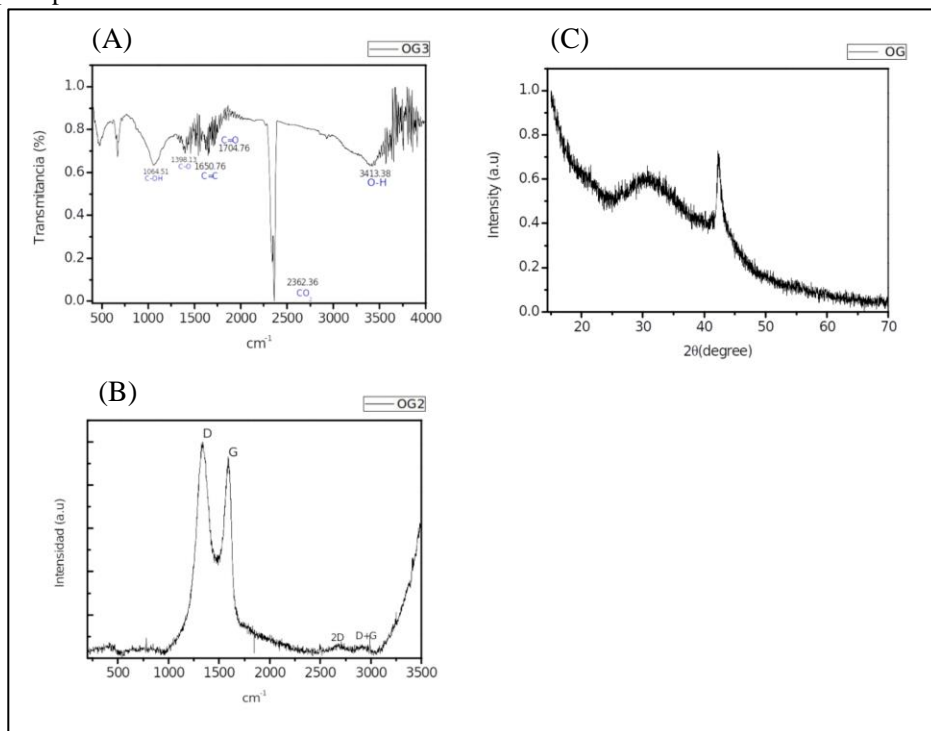 (A)
OG3
Transmitancia (%)
1.0
0.8
0.6
0.4
0.2
0.0
C=O
1704.76
1398.13
C-O
1650.76
C=C
1064.51
C-OH
3413.38
O-H
2362.36
CO2
500 1000 1500 2000 2500 3000 3500 4000
cm-1
(C)
OG
Intensity (a.u)
1.0
0.8
0.6
0.4
0.2
0.0
20 30 40 50 60 70
2θ(degree)
(B)
OG2
Intensidad (a.u)
D
G
2D
D+G
500 1000 1500 2000 2500 3000 3500
cm-1